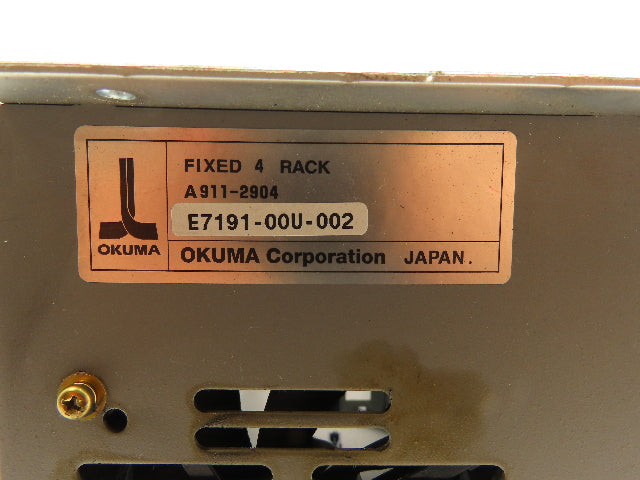 FIXED 4 RACK
A911-2904
E7191-00U-002
OKUMA
OKUMA Corporation JAPAN.